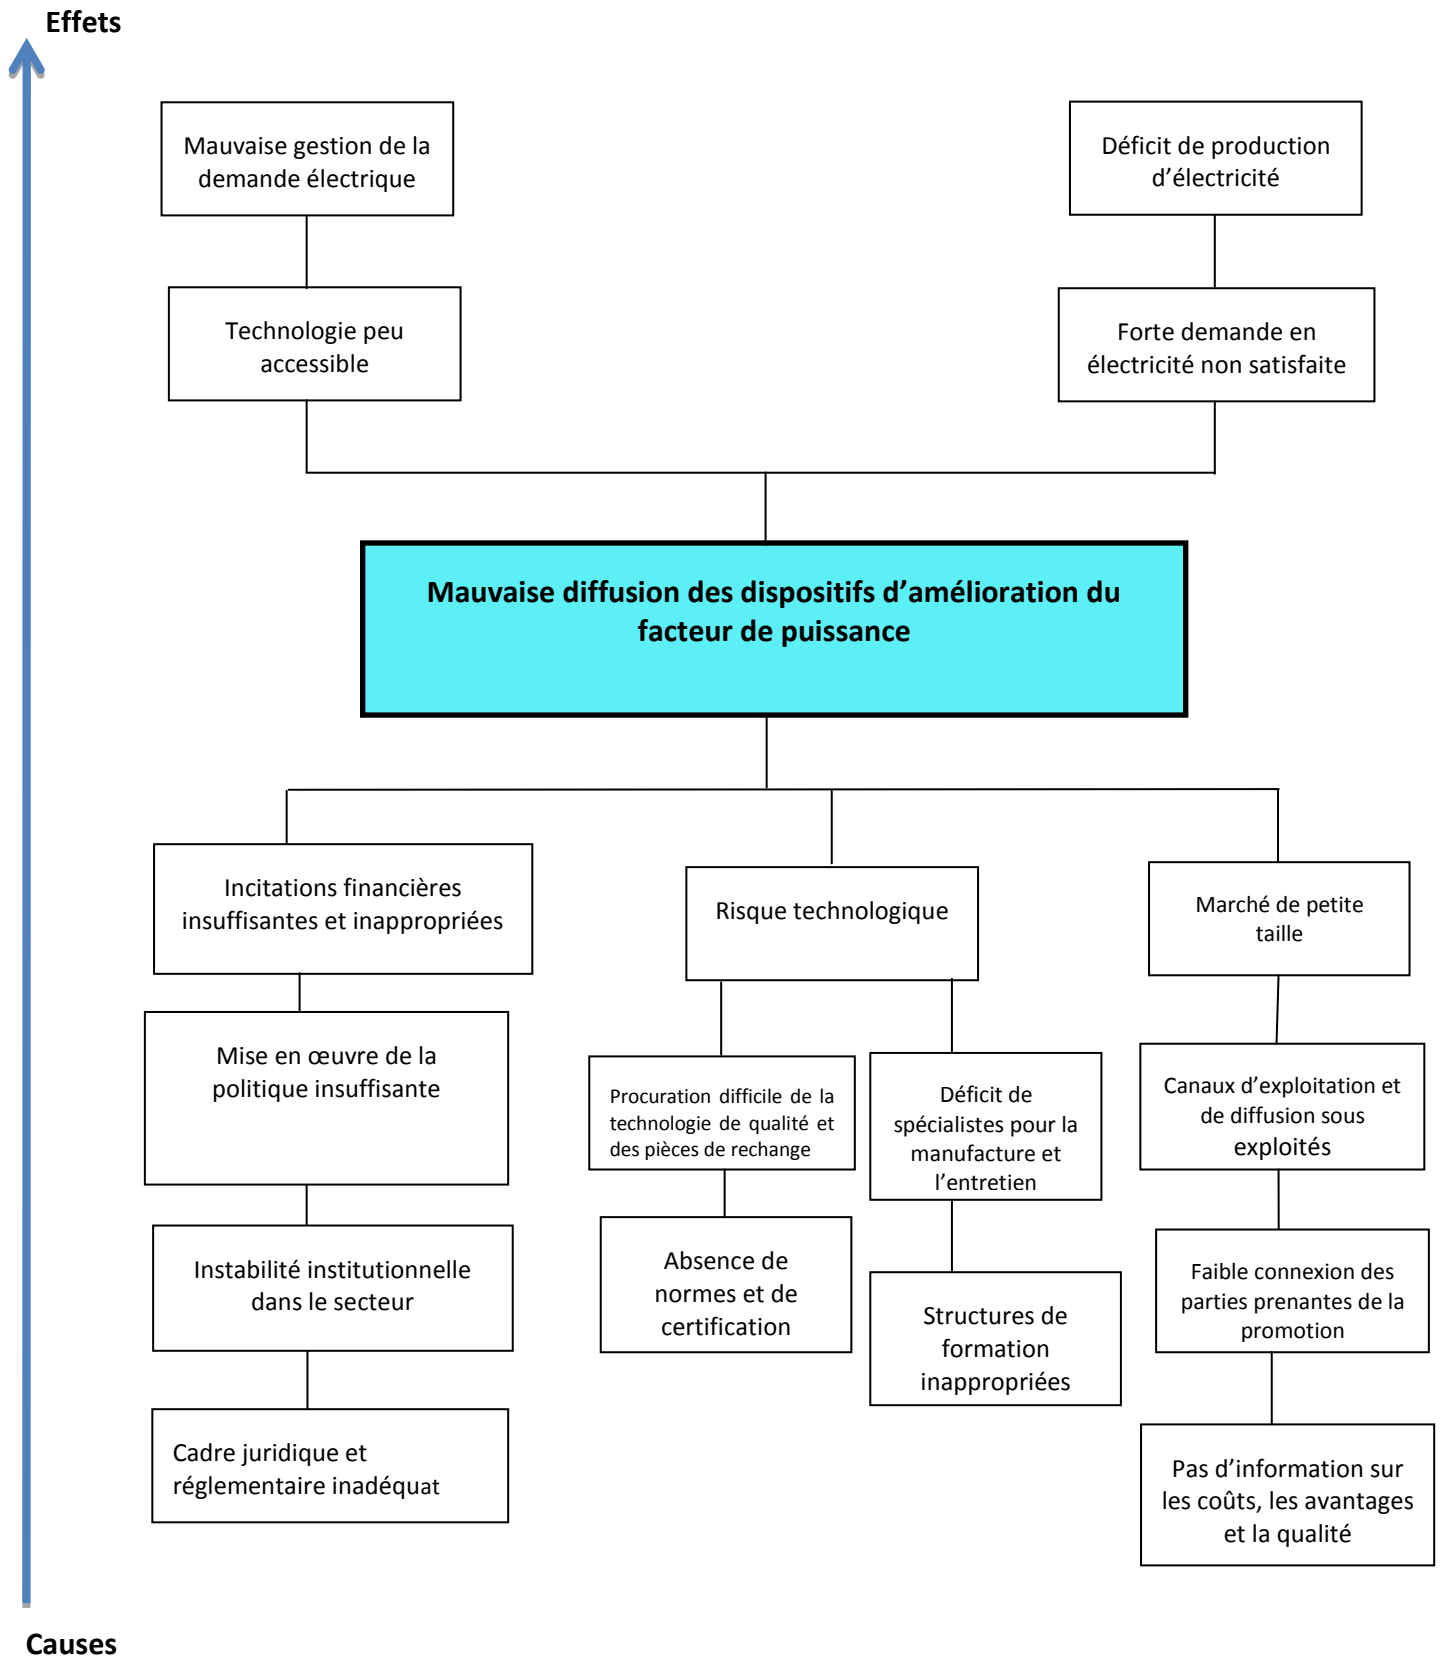 Effets
Mauvaise gestion de la
demande électrique
Déficit de production
d’électricité
Technologie peu
accessible
Forte demande en
électricité non satisfaite
Mauvaise diffusion des dispositifs d’amélioration du
facteur de puissance
Incitations financières
insuffisantes et inappropriées
Risque technologique
Marché de petite
taille
Mise en œuvre de la
politique insuffisante
Procuration difficile de la
technologie de qualité et
des pièces de rechange
Déficit de
spécialistes pour la
manufacture et
l’entretien
Canaux d’exploitation et
de diffusion sous
exploités
Instabilité institutionnelle
dans le secteur
Absence de
normes et de
certification
Structures de
formation
inappropriées
Faible connexion des
parties prenantes de la
promotion
Cadre juridique et
réglementaire inadéquat
Pas d’information sur
les coûts, les avantages
et la qualité
Causes